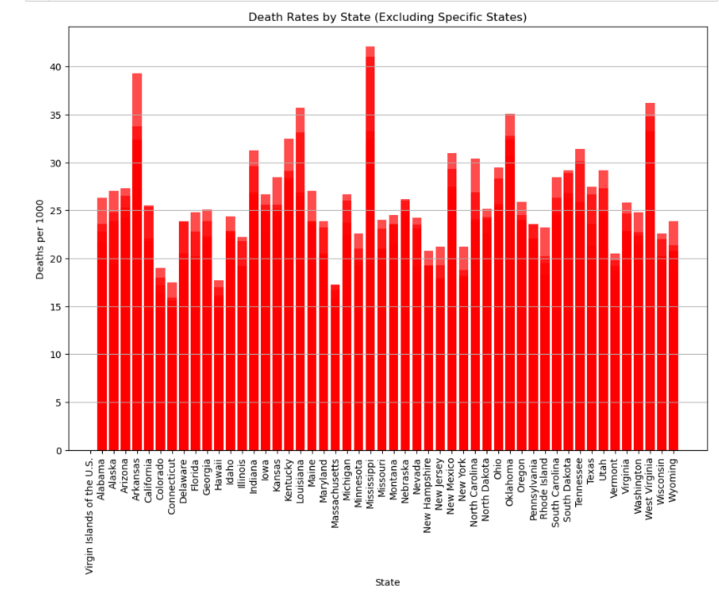 Death Rates by State (Excluding Specific States)
Deaths per 1000
40
35
30
25
20
15
10
5
0
Virgin Islands of the U.S.
Alabama
Alaska
Arizona
Arkansas
California
Colorado
Connecticut
Delaware
Florida
Georgia
Hawaii
Idaho
Illinois
Indiana
Iowa
Kansas
Kentucky
Louisiana
Maine
Maryland
Massachusetts
Michigan
Minnesota
Mississippi
Missouri
Montana
Nebraska
Nevada
New Hampshire
New Jersey
New Mexico
New York
North Carolina
North Dakota
Ohio
Oklahoma
Oregon
Pennsylvania
Rhode Island
South Carolina
South Dakota
Tennessee
Texas
Utah
Vermont
Virginia
Washington
West Virginia
Wisconsin
Wyoming
State